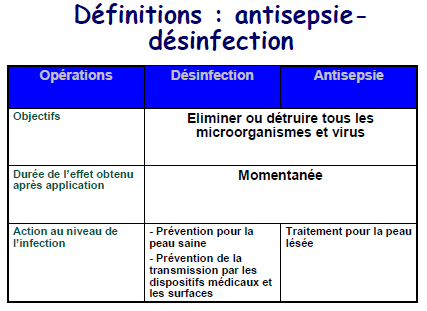 Définitions : antisepsie-
désinfection
Opérations Désinfection Antisepsie
Objectifs
Eliminer ou détruire tous les
microorganismes et virus
Durée de l'effet obtenu
après application
Momentanée
Action au niveau de
l'infection
- Prévention pour la
peau saine
- Prévention de la
transmission par les
dispositifs médicaux et
les surfaces
Traitement pour la peau
lésée